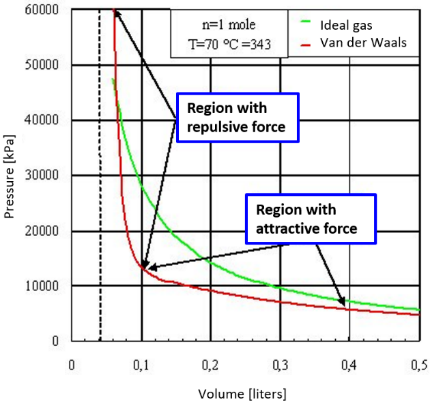 60000
50000
40000
30000
20000
10000
0
Pressure [kPa]
n=1 mole
T=70 °C =343
Ideal gas
Van der Waals
Region with
repulsive force
Region with
attractive force
0
0,1
0,2
0,3
0,4
0,5
Volume [liters]